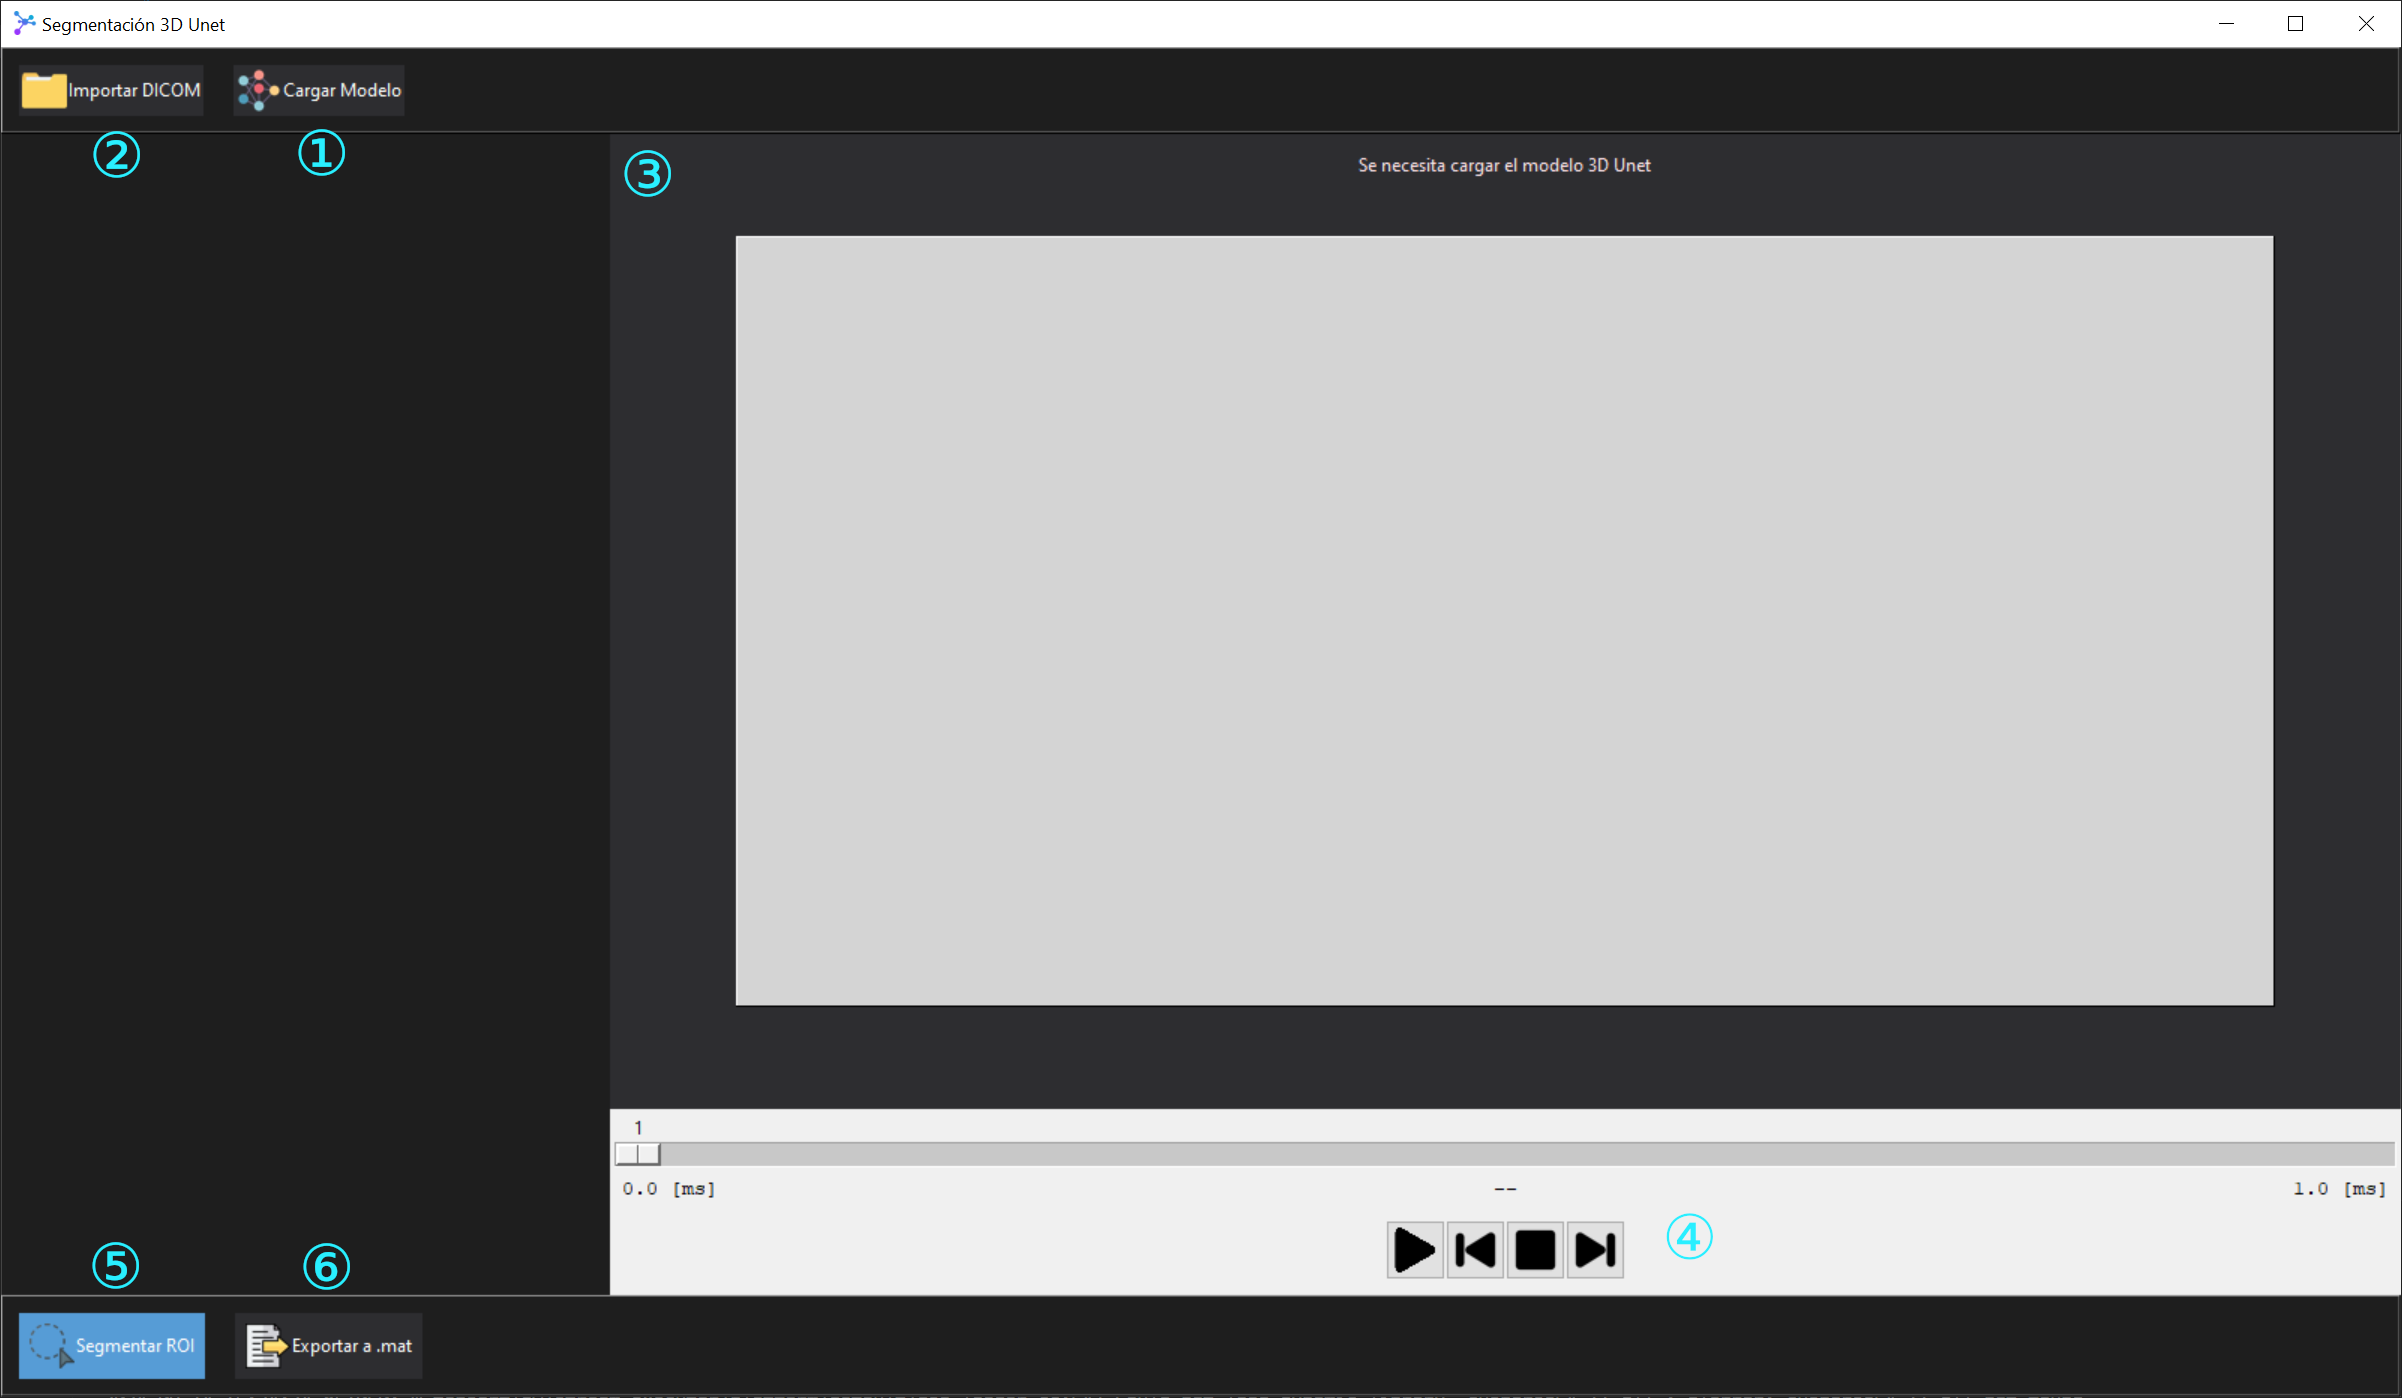 Segmentación 3D Unet
Importar DICOM
Cargar Modelo
②
①
③
Se necesita cargar el modelo 3D Unet
1
0.0 [ms]
--
1.0 [ms]
④
⑤
⑥
Segmentar ROI
Exportar a .mat